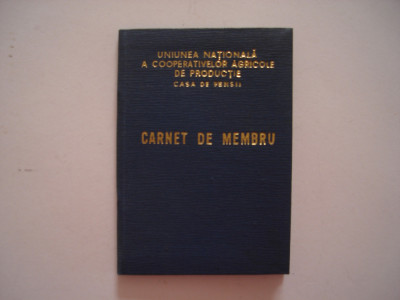 UNIUNEA NAȚIONALĂ
A COOPERATIVELOR AGRICOLE
DE PRODUCȚIE
CASA DE PENSII
CARNET DE MEMBRU